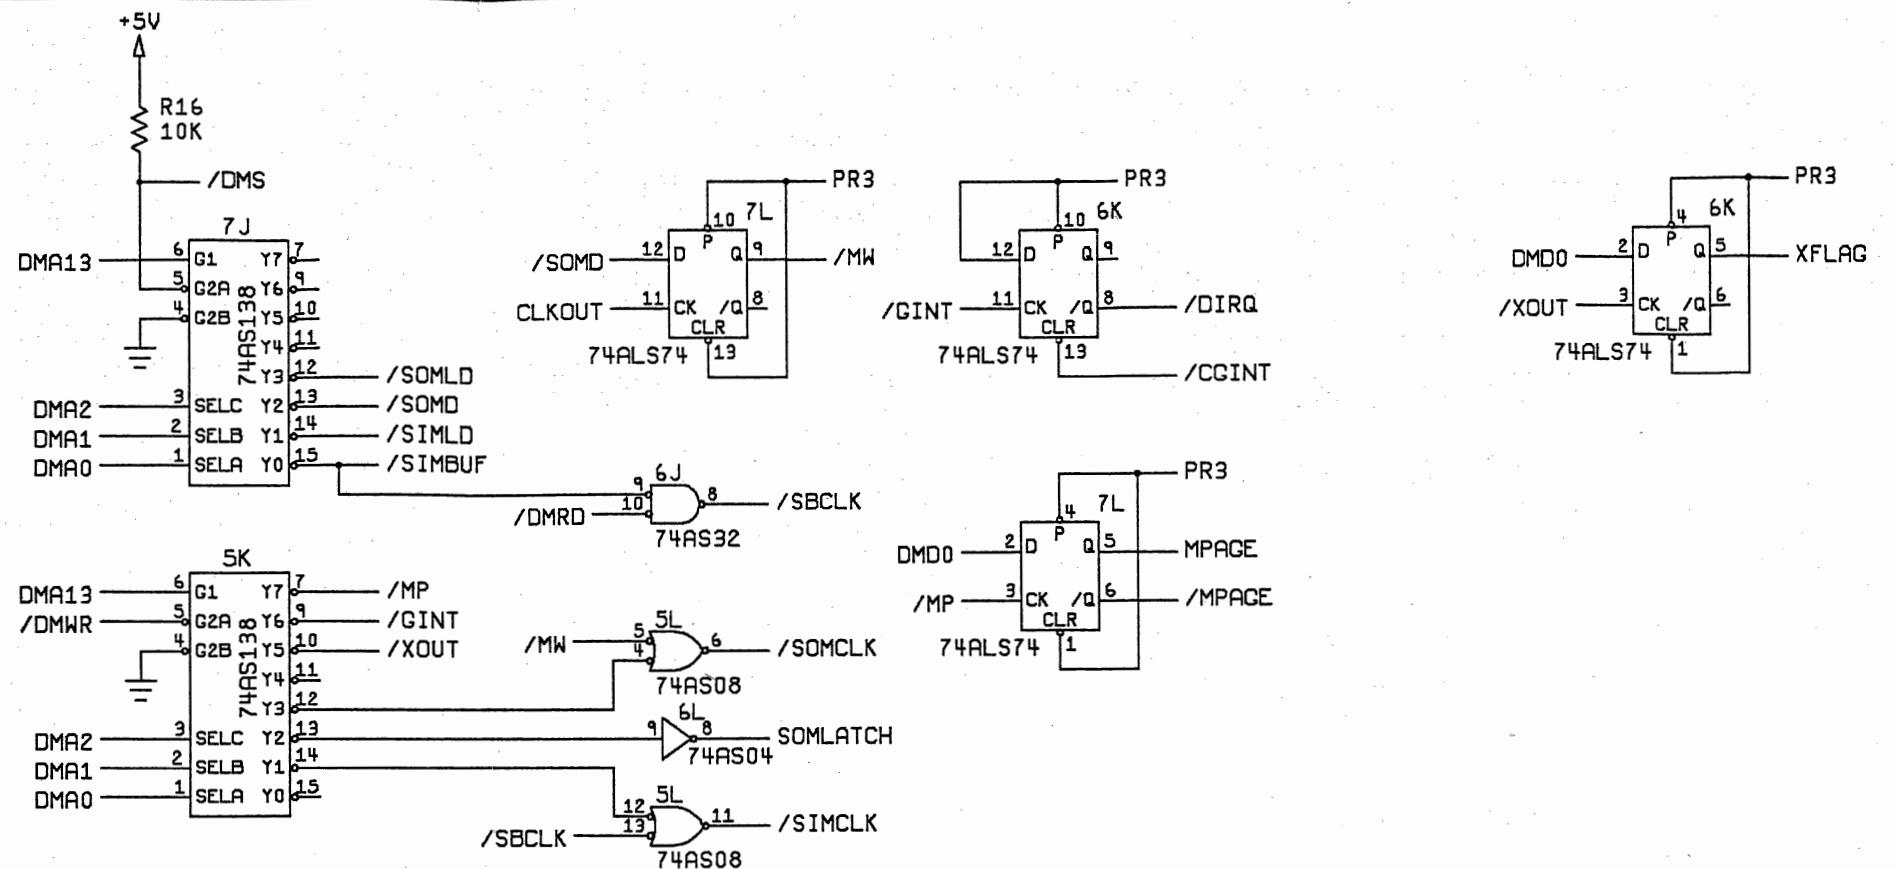 +5V
R16
10K
/DMS
7J
DMA13 6 G1 Y7 7
5 G2A Y6 9
4 G2B Y5 10
Y4 11
74AS138
Y3 12 /SOMLD
DMA2 3 SELC Y2 13 /SOMD
DMA1 2 SELB Y1 14 /SIMLD
DMA0 1 SELA Y0 15 /SIMBUF
PR3
7L
10
P
/SOMD 12 D Q 9 /MW
CLKOUT 11 CK /Q 8
CLR
74ALS74 13
PR3
6K
10
P
12 D Q 9
/GINT 11 CK /Q 8 /DIRQ
CLR
74ALS74 13
/CGINT
PR3
6K
4
P
DMD0 2 D Q 5 XFLAG
/XOUT 3 CK /Q 6
CLR
74ALS74 1
6J
9
/DMRD 10 8 /SBCLK
74AS32
PR3
7L
4
P
DMD0 2 D Q 5 MPAGE
/MP 3 CK /Q 6 /MPAGE
CLR
74ALS74 1
5K
DMA13 6 G1 Y7 7 /MP
/DMWR 5 G2A Y6 9 /GINT
4 G2B Y5 10 /XOUT
Y4 11
74AS138
Y3 12
DMA2 3 SELC Y2 13
DMA1 2 SELB Y1 14
DMA0 1 SELA Y0 15
5L
/MW 5 6 /SOMCLK
4
74AS08
6L
9 8 SOMLATCH
74AS04
5L
12 11 /SIMCLK
/SBCLK 13
74AS08